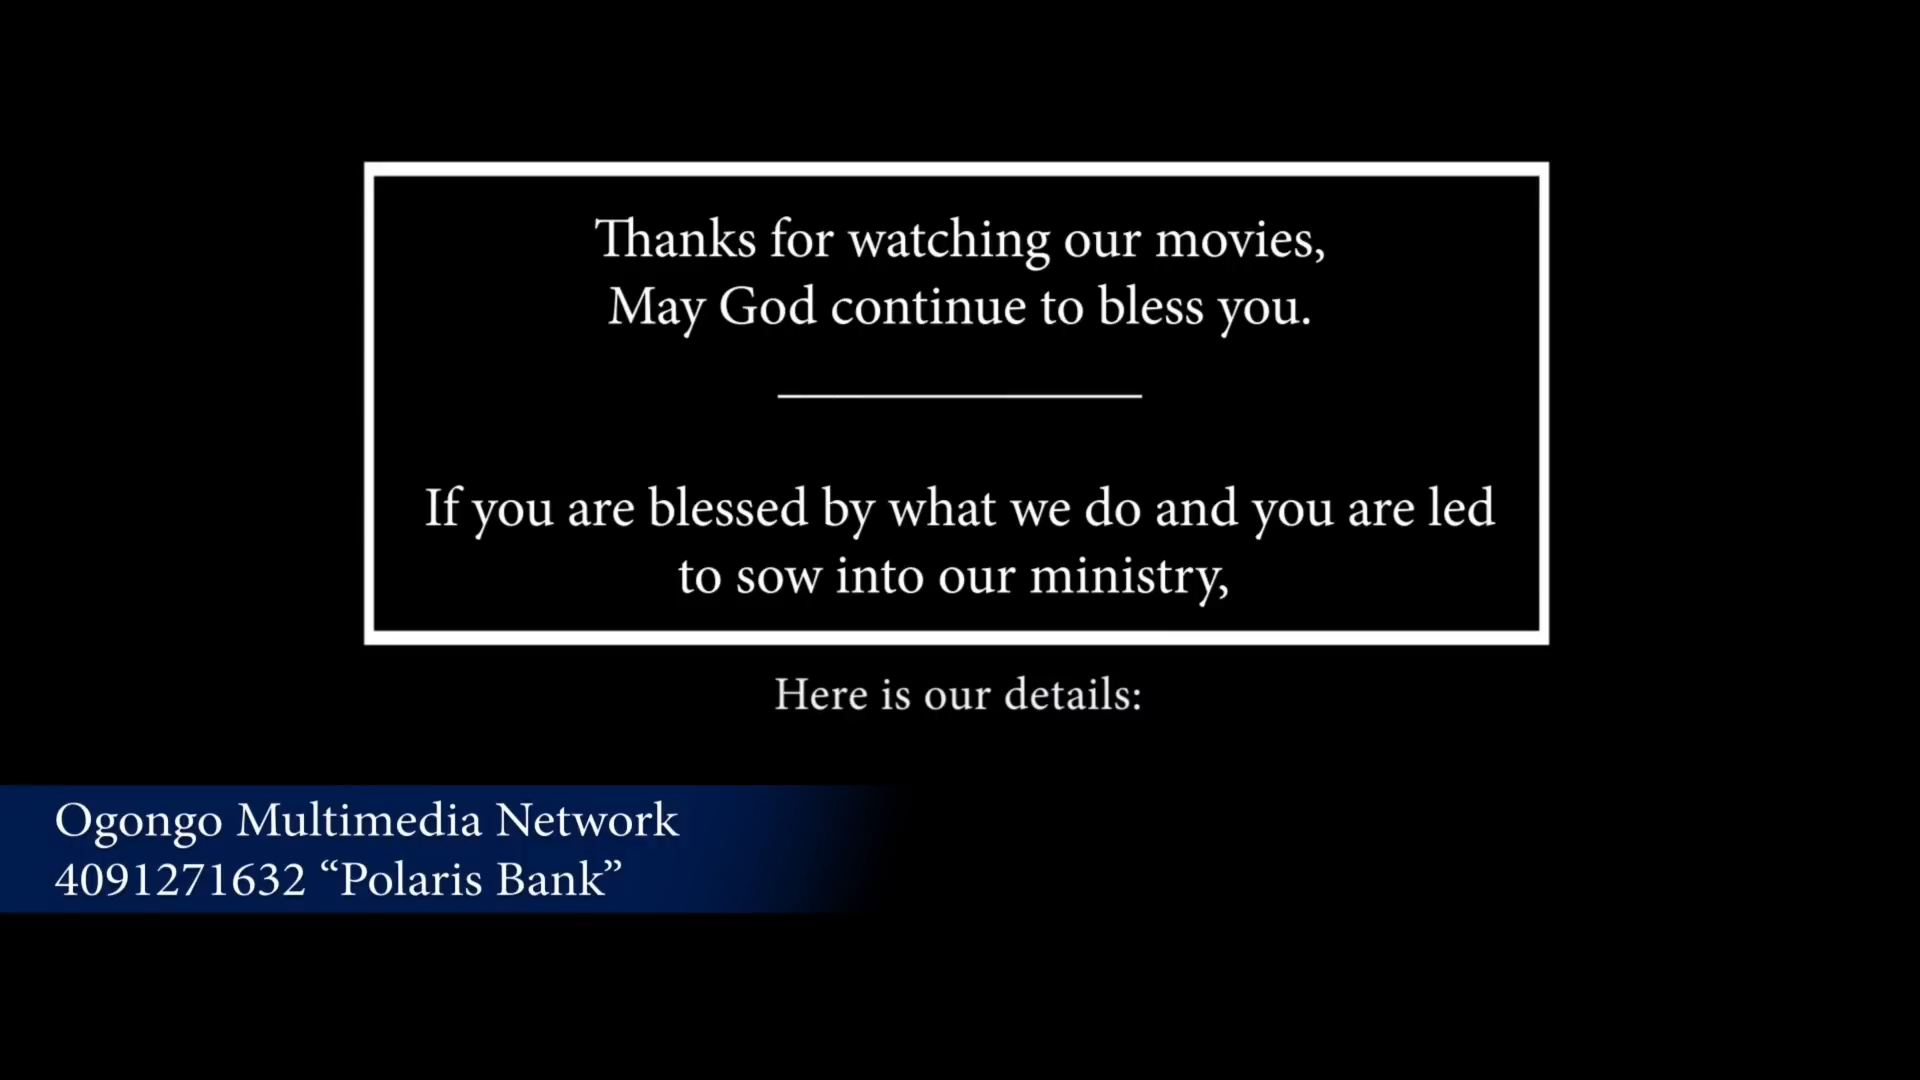 Thanks for watching our movies,
May God continue to bless you.
If you are blessed by what we do and you are led
to sow into our ministry,
Here is our details:
Ogongo Multimedia Network
4091271632 “Polaris Bank”